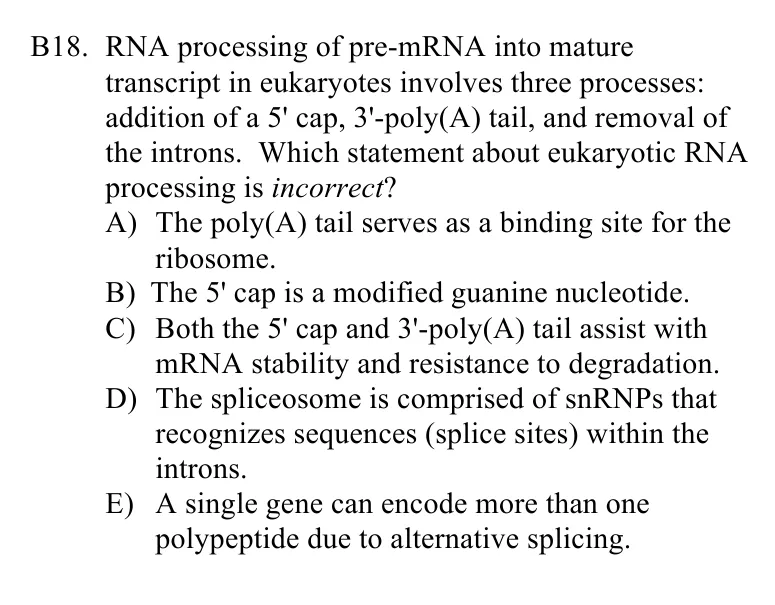 B18. RNA processing of pre-mRNA into mature
transcript in eukaryotes involves three processes:
addition of a 5' cap, 3'-poly(A) tail, and removal of
the introns. Which statement about eukaryotic RNA
processing is incorrect?
A) The poly(A) tail serves as a binding site for the
ribosome.
B) The 5' cap is a modified guanine nucleotide.
C) Both the 5' cap and 3'-poly(A) tail assist with
mRNA stability and resistance to degradation.
D) The spliceosome is comprised of snRNPs that
recognizes sequences (splice sites) within the
introns.
E) A single gene can encode more than one
polypeptide due to alternative splicing.